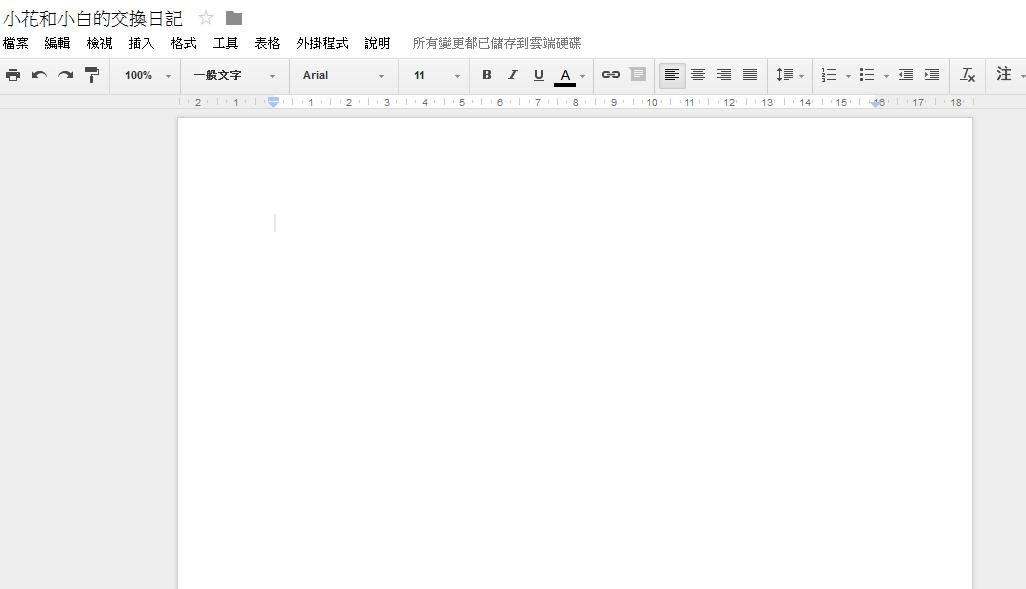 小花和小白的交換日記
檔案 編輯 檢視 插入 格式 工具 表格 外掛程式 說明 所有變更都已儲存到雲端硬碟
100% 一般文字 Arial 11 B I U A 注
2 1 1 2 3 4 5 6 7 8 9 10 11 12 13 14 15 16 17 18